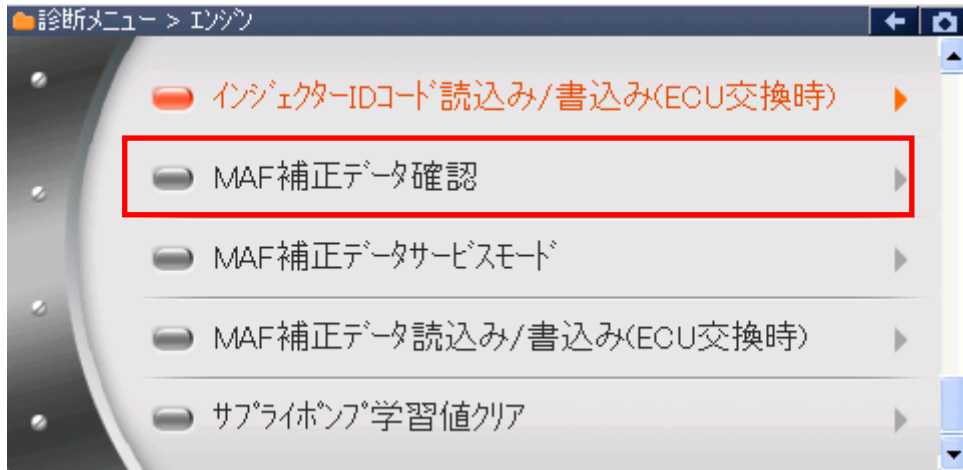 診断メニュー > ｴﾝｼﾞﾝ
ｲﾝｼﾞｪｸﾀｰIDｺｰﾄﾞ読込み/書込み(ECU交換時)
MAF補正ﾃﾞｰﾀ確認
MAF補正ﾃﾞｰﾀｻｰﾋﾞｽﾓｰﾄﾞ
MAF補正ﾃﾞｰﾀ読込み/書込み(ECU交換時)
ｻﾌﾟﾗｲﾎﾟﾝﾌﾟ学習値ｸﾘｱ